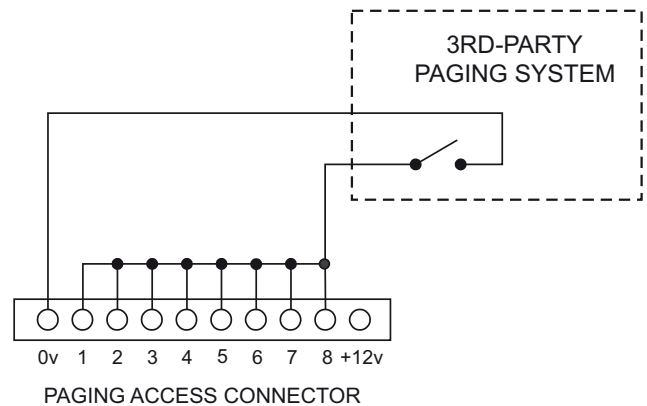 3RD-PARTY
PAGING SYSTEM
0v 1 2 3 4 5 6 7 8 +12v
PAGING ACCESS CONNECTOR